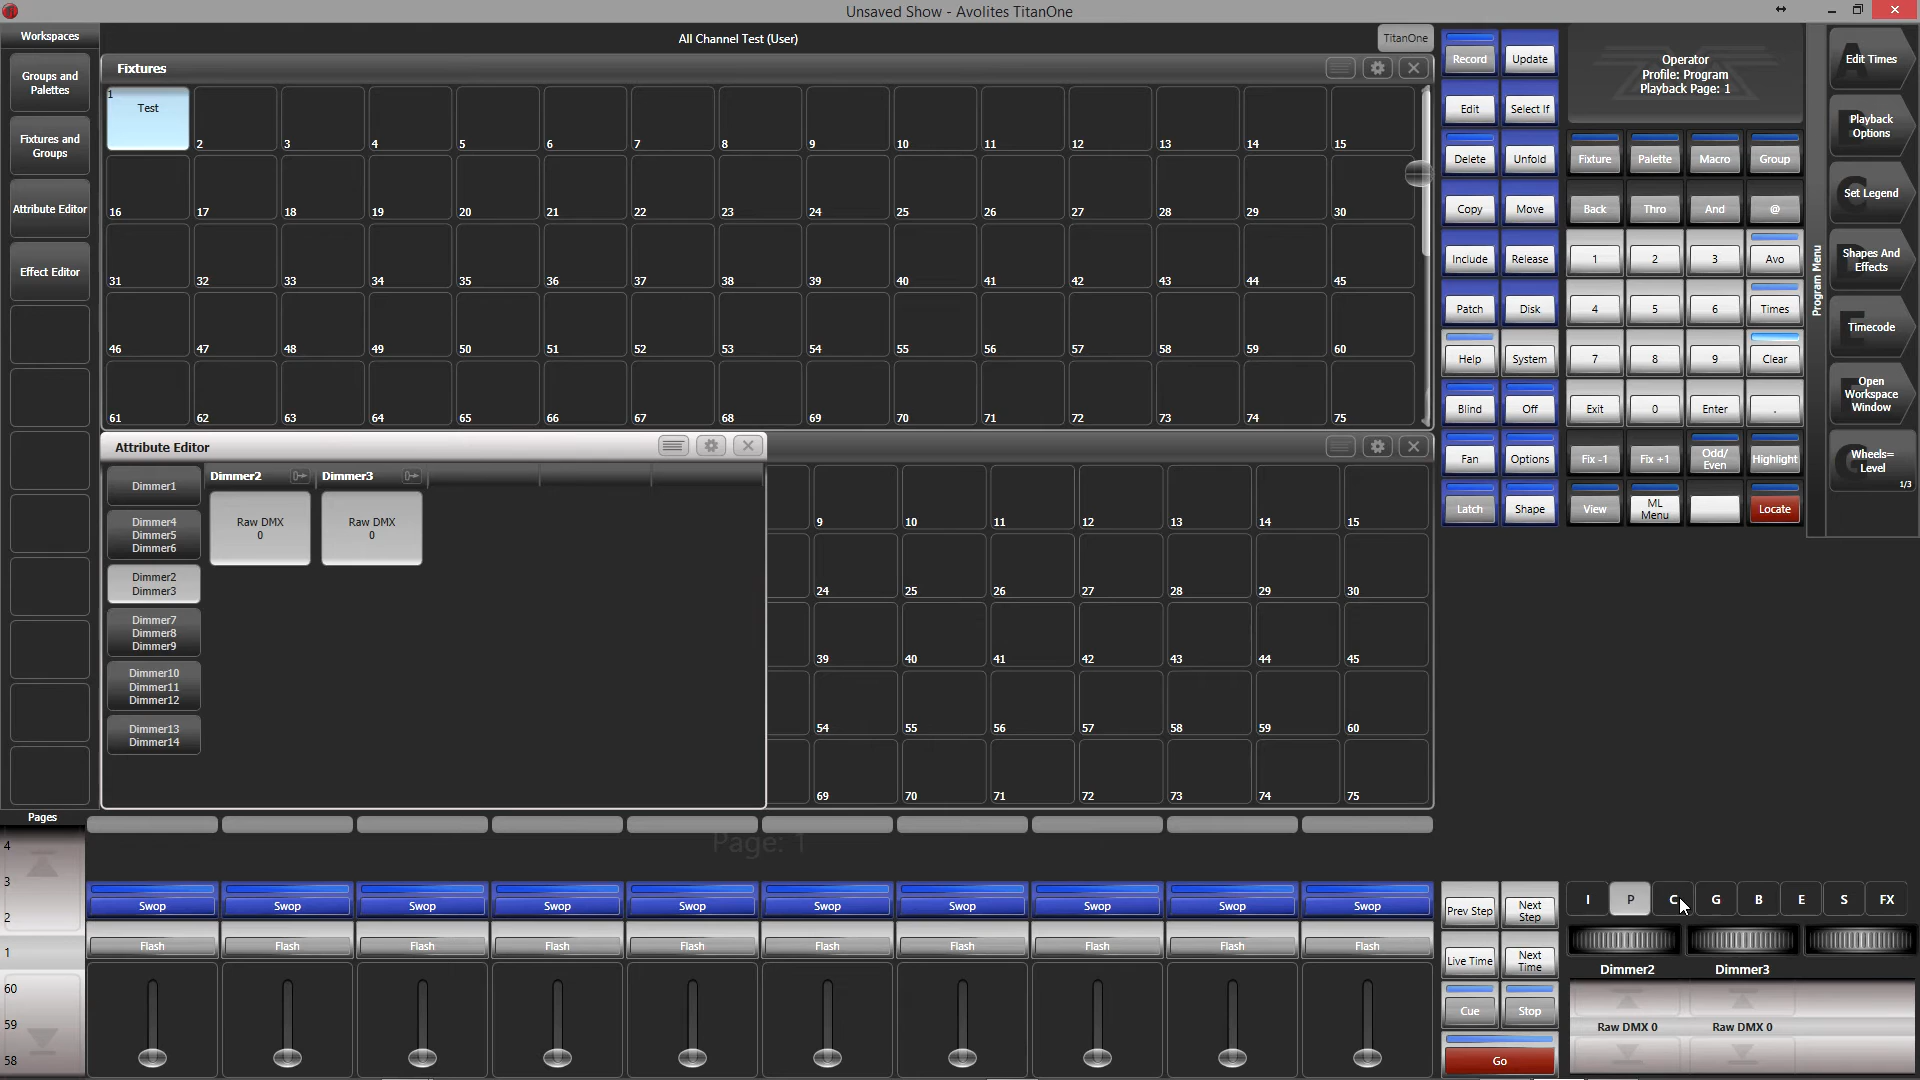 Unsaved Show - Avolites TitanOne
Workspaces
Groups and
Palettes
Fixtures and
Groups
Attribute Editor
Effect Editor
All Channel Test (User)
TitanOne
Fixtures
1
Test
2 3 4 5 6 7 8 9 10 11 12 13 14 15
16 17 18 19 20 21 22 23 24 25 26 27 28 29 30
31 32 33 34 35 36 37 38 39 40 41 42 43 44 45
46 47 48 49 50 51 52 53 54 55 56 57 58 59 60
61 62 63 64 65 66 67 68 69 70 71 72 73 74 75
Attribute Editor
Dimmer1
Dimmer4
Dimmer5
Dimmer6
Dimmer2
Dimmer3
Dimmer7
Dimmer8
Dimmer9
Dimmer10
Dimmer11
Dimmer12
Dimmer13
Dimmer14
Dimmer2 Dimmer3
Raw DMX Raw DMX
0 0
9 10 11 12 13 14 15
24 25 26 27 28 29 30
39 40 41 42 43 44 45
54 55 56 57 58 59 60
69 70 71 72 73 74 75
Record Update
Edit Select If
Delete Unfold
Copy Move
Include Release
Patch Disk
Help System
Blind Off
Fan Options
Latch Shape
Operator
Profile: Program
Playback Page: 1
Fixture Palette Macro Group
Back Thro And @
1 2 3 Avo
4 5 6 Times
7 8 9 Clear
Exit 0 Enter .
Fix -1 Fix +1 Odd/
Even Highlight
View ML
Menu Locate
Program Menu
A
Edit Times
Playback
Options
C
Set Legend
Shapes And
Effects
E
Timecode
Open
Workspace
Window
G
Wheels=
Level
1/3
Pages
4
3
2
1
60
59
58
Page: 1
Swop Swop Swop Swop Swop Swop Swop Swop Swop Swop
Flash Flash Flash Flash Flash Flash Flash Flash Flash Flash
Prev Step Next
Step
Live Time Next
Time
Cue Stop
Go
I P C G B E S FX
Dimmer2 Dimmer3
Raw DMX 0 Raw DMX 0